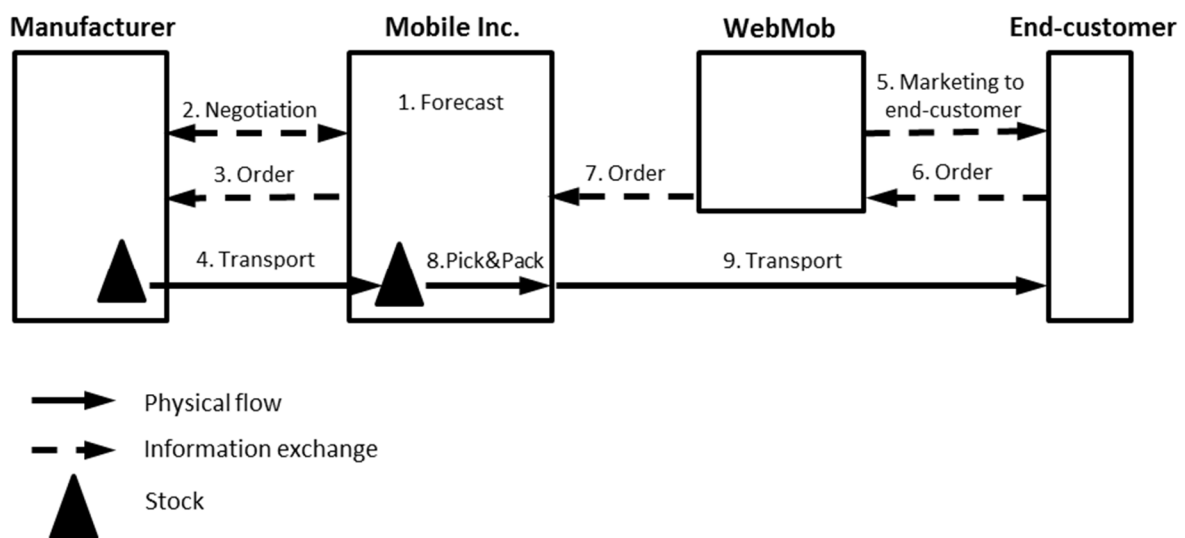 Manufacturer
Mobile Inc.
WebMob
End-customer
2. Negotiation
1. Forecast
5. Marketing to
end-customer
3. Order
7. Order
6. Order
4. Transport
8.Pick&Pack
9. Transport
Physical flow
Information exchange
Stock